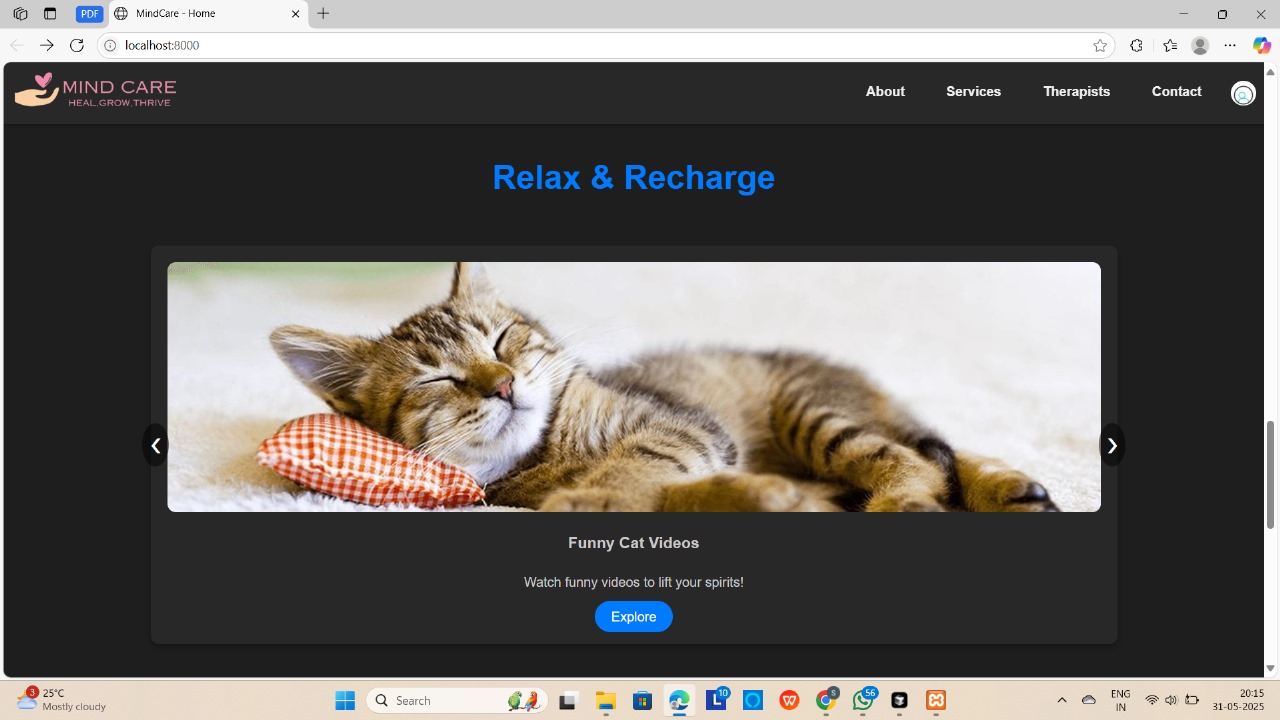 PDF
MindCare - Home
localhost:8000
MIND CARE
HEAL.GROW.THRIVE
About
Services
Therapists
Contact
Relax & Recharge
Funny Cat Videos
Watch funny videos to lift your spirits!
Explore
3
25°C
Mostly cloudy
Search
L
10
W
S
56
ENG
IN
20:15
31-05-2025